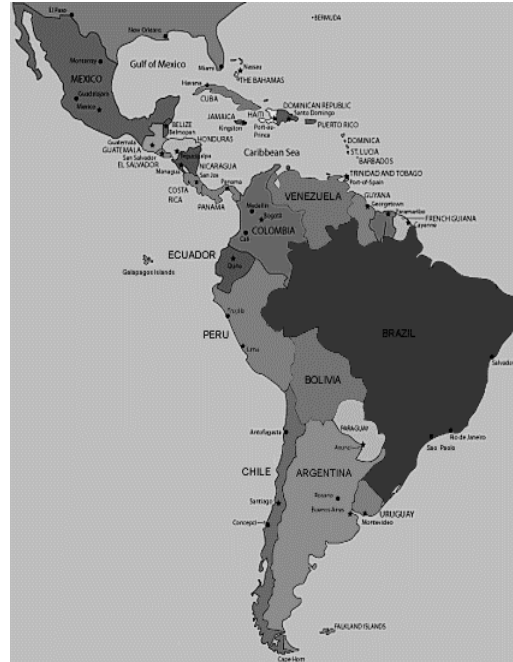 El Paso
BERMUDA
New Orleans
Monterrey
Gulf of Mexico
Miami
Nassau
THE BAHAMAS
MEXICO
Havana
Guadalajara
CUBA
DOMINICAN REPUBLIC
Mexico
HAITI
Santo Domingo
JAMAICA
BELIZE
Kingston
Port-au-
Prince
PUERTO RICO
Belmopan
HONDURAS
DOMINICA
Guatemala
GUATEMALA
Tegucigalpa
ST. LUCIA
San Salvador
Caribbean Sea
BARBADOS
EL SALVADOR
NICARAGUA
Managua
San Jose
TRINIDAD AND TOBAGO
Panama
Port-of-Spain
COSTA
RICA
VENEZUELA
GUYANA
PANAMA
Georgetown
Medellin
Paramaribo
Bogotá
FRENCH GUIANA
COLOMBIA
Cayenne
Cali
ECUADOR
Quito
Galapagos Islands
PERU
BRAZIL
Lima
Salvador
BOLIVIA
PARAGUAY
Antofagasta
Rio de Janeiro
Sao Paolo
CHILE
ARGENTINA
Santiago
Rosario
Buenos Aires
URUGUAY
Montevideo
FALKLAND ISLANDS
Cape Horn